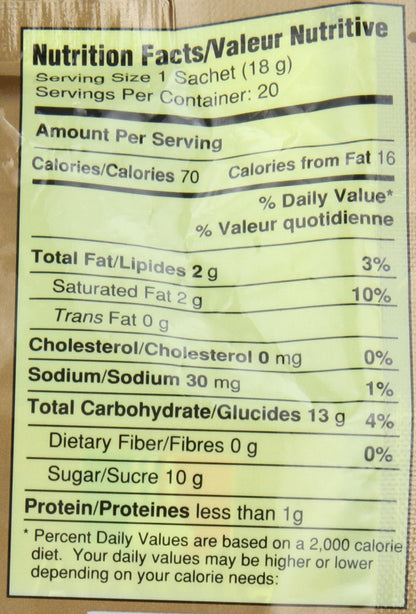 Nutrition Facts/Valeur Nutritive
Serving Size 1 Sachet (18 g)
Servings Per Container: 20
Amount Per Serving
Calories/Calories 70 Calories from Fat 16
% Daily Value*
% Valeur quotidienne
Total Fat/Lipides 2 g 3%
Saturated Fat 2 g 10%
Trans Fat 0 g
Cholesterol/Cholesterol 0 mg 0%
Sodium/Sodium 30 mg 1%
Total Carbohydrate/Glucides 13 g 4%
Dietary Fiber/Fibres 0 g 0%
Sugar/Sucre 10 g
Protein/Proteines less than 1g
* Percent Daily Values are based on a 2,000 calorie
diet. Your daily values may be higher or lower
depending on your calorie needs: